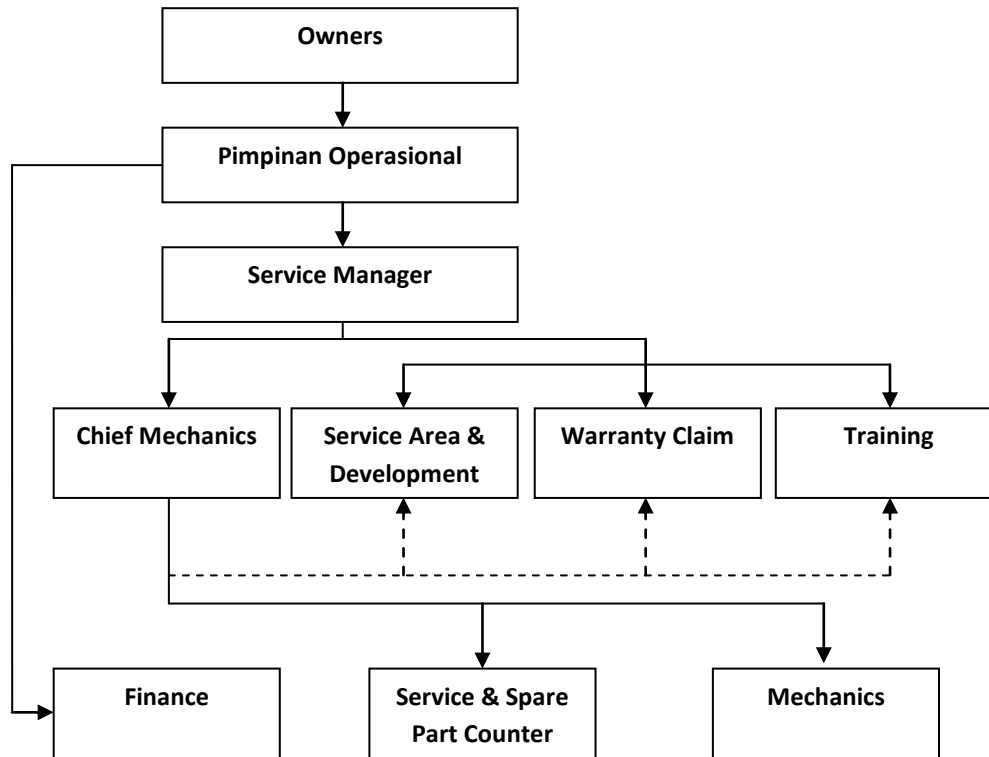 Owners
Pimpinan Operasional
Service Manager
Chief Mechanics
Service Area &
Development
Warranty Claim
Training
Finance
Service & Spare
Part Counter
Mechanics